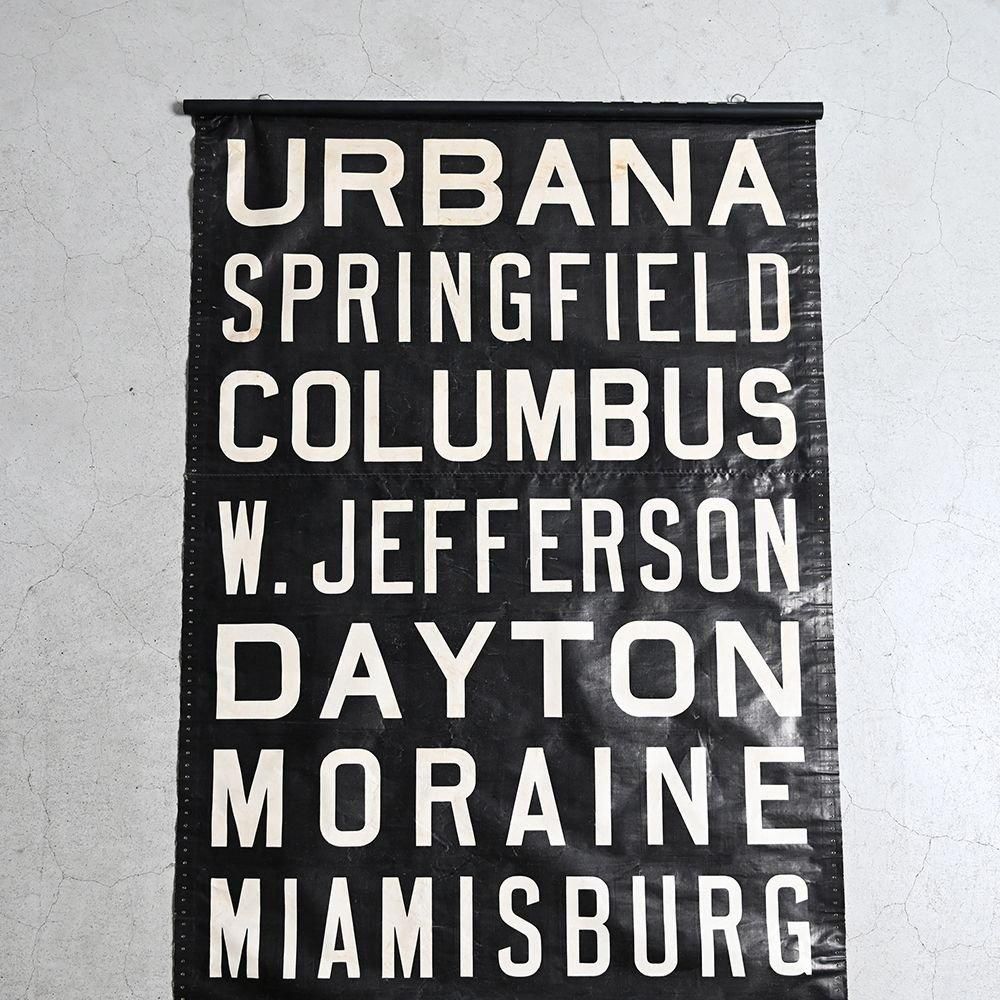 URBANA
SPRINGFIELD
COLUMBUS
W. JEFFERSON
DAYTON
MORAINE
MIAMISBURG